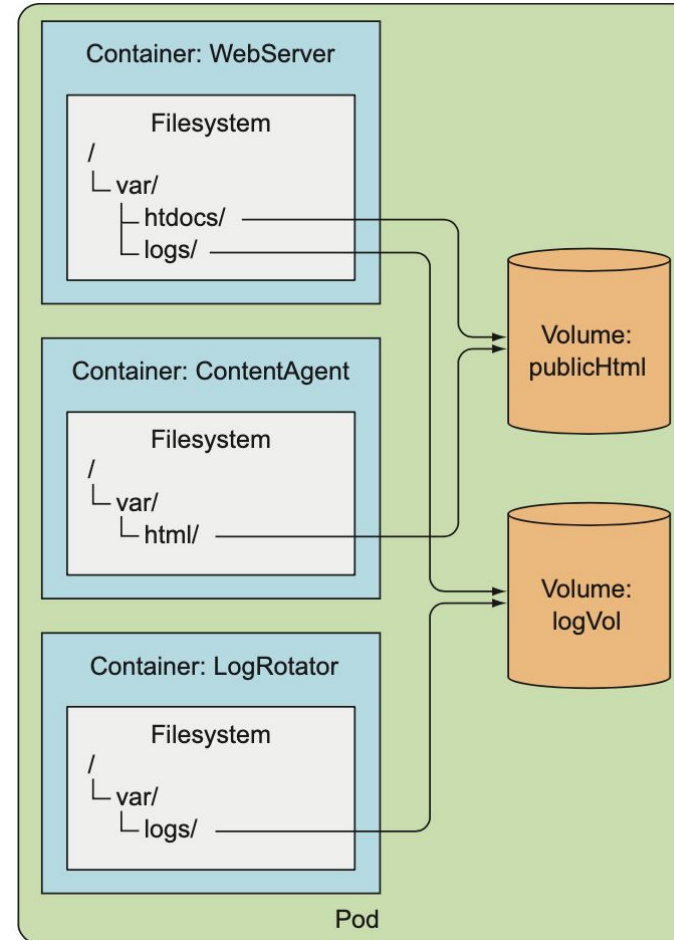 Container: WebServer
Filesystem
/
var/
htdocs/
logs/
Volume:
publicHtml
Container: ContentAgent
Filesystem
/
var/
html/
Volume:
logVol
Container: LogRotator
Filesystem
/
var/
logs/
Pod